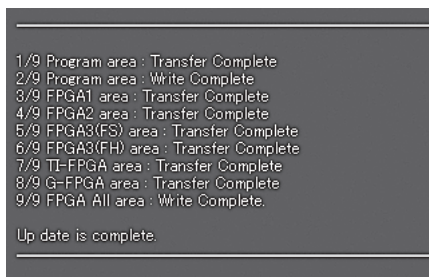 1/9 Program area : Transfer Complete
2/9 Program area : Write Complete
3/9 FPGA1 area : Transfer Complete
4/9 FPGA2 area : Transfer Complete
5/9 FPGA3(FS) area : Transfer Complete
6/9 FPGA3(FH) area : Transfer Complete
7/9 TI-FPGA area : Transfer Complete
8/9 G-FPGA area : Transfer Complete
9/9 FPGA All area : Write Complete.
Up date is complete.